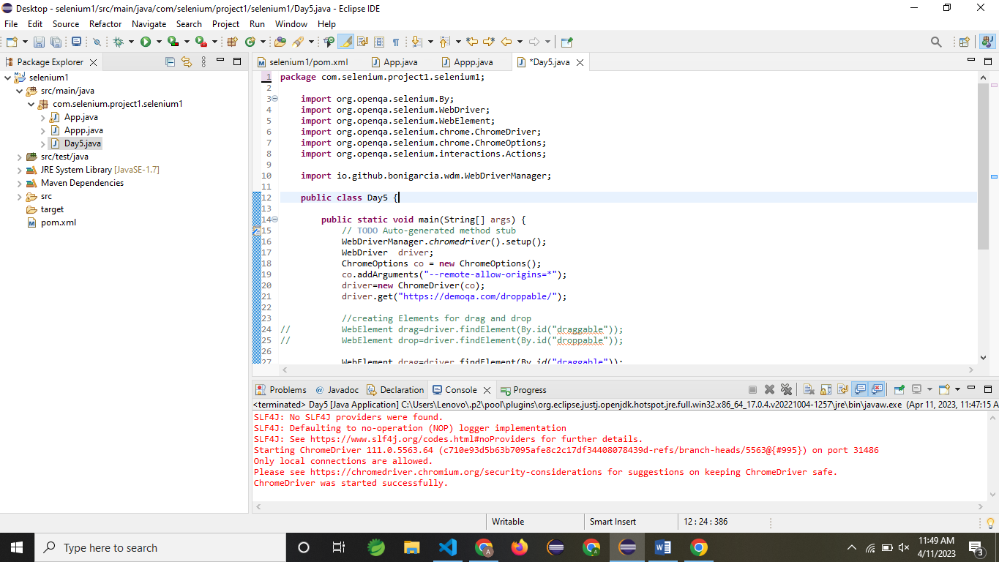 Desktop - selenium1/src/main/java/com/selenium/project1/selenium1/Day5.java - Eclipse IDE
File Edit Source Refactor Navigate Search Project Run Window Help
Package Explorer
selenium1/pom.xml App.java Appp.java *Day5.java
selenium1
src/main/java
com.selenium.project1.selenium1
App.java
Appp.java
Day5.java
src/test/java
JRE System Library [JavaSE-1.7]
Maven Dependencies
src
target
pom.xml
1 package com.selenium.project1.selenium1;
2
3 import org.openqa.selenium.By;
4 import org.openqa.selenium.WebDriver;
5 import org.openqa.selenium.WebElement;
6 import org.openqa.selenium.chrome.ChromeDriver;
7 import org.openqa.selenium.chrome.ChromeOptions;
8 import org.openqa.selenium.interactions.Actions;
9
10 import io.github.bonigarcia.wdm.WebDriverManager;
11
12 public class Day5 {
13
14 public static void main(String[] args) {
15 // TODO Auto-generated method stub
16 WebDriverManager.chromedriver().setup();
17 WebDriver driver;
18 ChromeOptions co = new ChromeOptions();
19 co.addArguments("--remote-allow-origins=*");
20 driver=new ChromeDriver(co);
21 driver.get("https://demoqa.com/droppable/");
22
23 //creating Elements for drag and drop
24 // WebElement drag=driver.findElement(By.id("draggable"));
25 // WebElement drop=driver.findElement(By.id("droppable"));
26
27 WebElement drag=driver.findElement(By.id("draggable"));
Problems @ Javadoc Declaration Console Progress
<terminated> Day5 [Java Application] C:\Users\Lenovo\.p2\pool\plugins\org.eclipse.justj.openjdk.hotspot.jre.full.win32.x86_64_17.0.4.v20221004-1257\jre\bin\javaw.exe (Apr 11, 2023, 11:47:15 A
SLF4J: No SLF4J providers were found.
SLF4J: Defaulting to no-operation (NOP) logger implementation
SLF4J: See https://www.slf4j.org/codes.html#noProviders for further details.
Starting ChromeDriver 111.0.5563.64 (c710e93d5b63b7095afe8c2c17df34408078439d-refs/branch-heads/5563@{#995}) on port 31486
Only local connections are allowed.
Please see https://chromedriver.chromium.org/security-considerations for suggestions on keeping ChromeDriver safe.
ChromeDriver was started successfully.
Writable Smart Insert 12 : 24 : 386
Type here to search
11:49 AM
4/11/2023
3